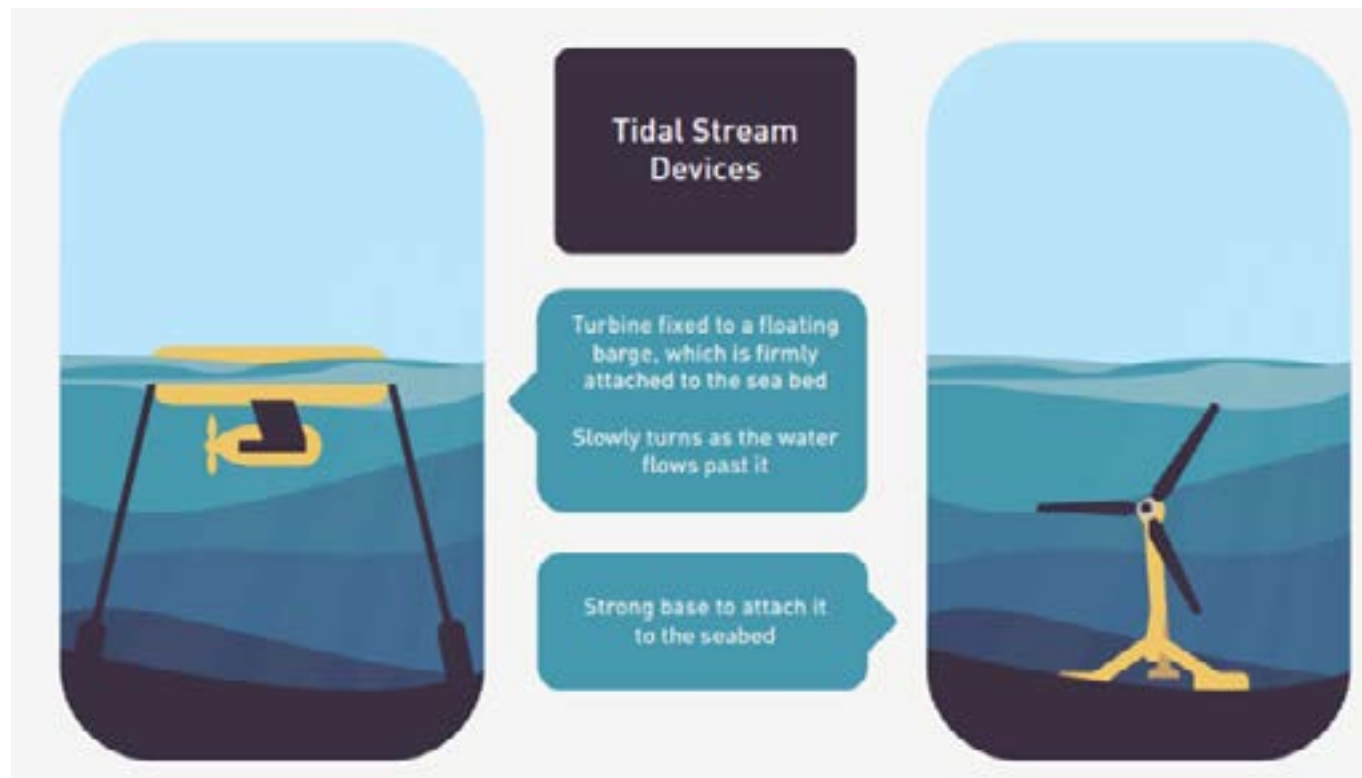 Tidal Stream
Devices
Turbine fixed to a floating
barge, which is firmly
attached to the sea bed
Slowly turns as the water
flows past it
Strong base to attach it
to the seabed